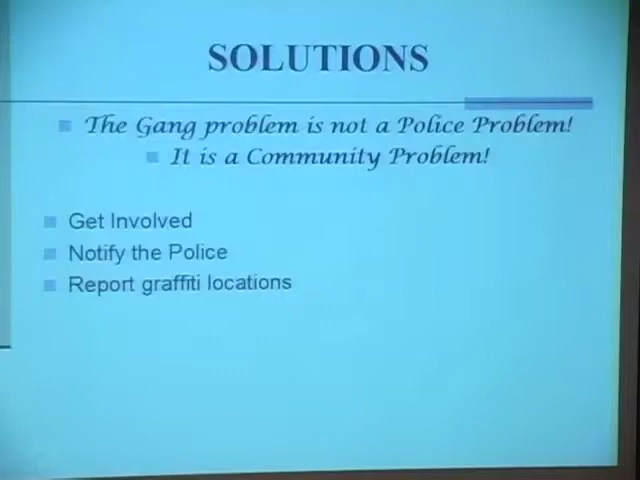 SOLUTIONS
The Gang problem is not a Police Problem!
It is a Community Problem!
Get Involved
Notify the Police
Report graffiti locations